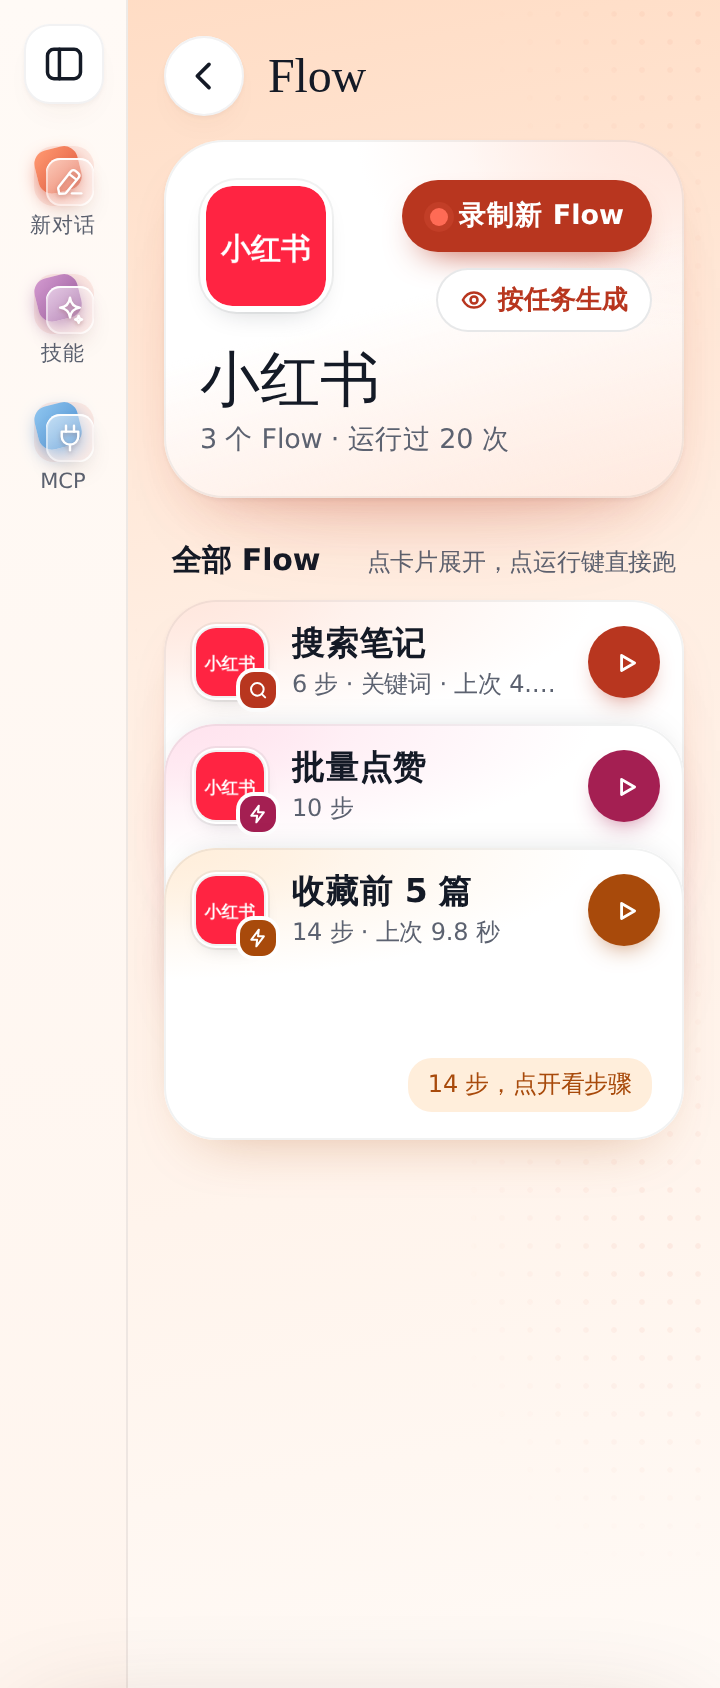 Flow
新对话
技能
MCP
小红书
录制新 Flow
按任务生成
小红书
3 个 Flow · 运行过 20 次
全部 Flow
点卡片展开，点运行键直接跑
小红书
搜索笔记
6 步 · 关键词 · 上次 4....
小红书
批量点赞
10 步
小红书
收藏前 5 篇
14 步 · 上次 9.8 秒
14 步，点开看步骤